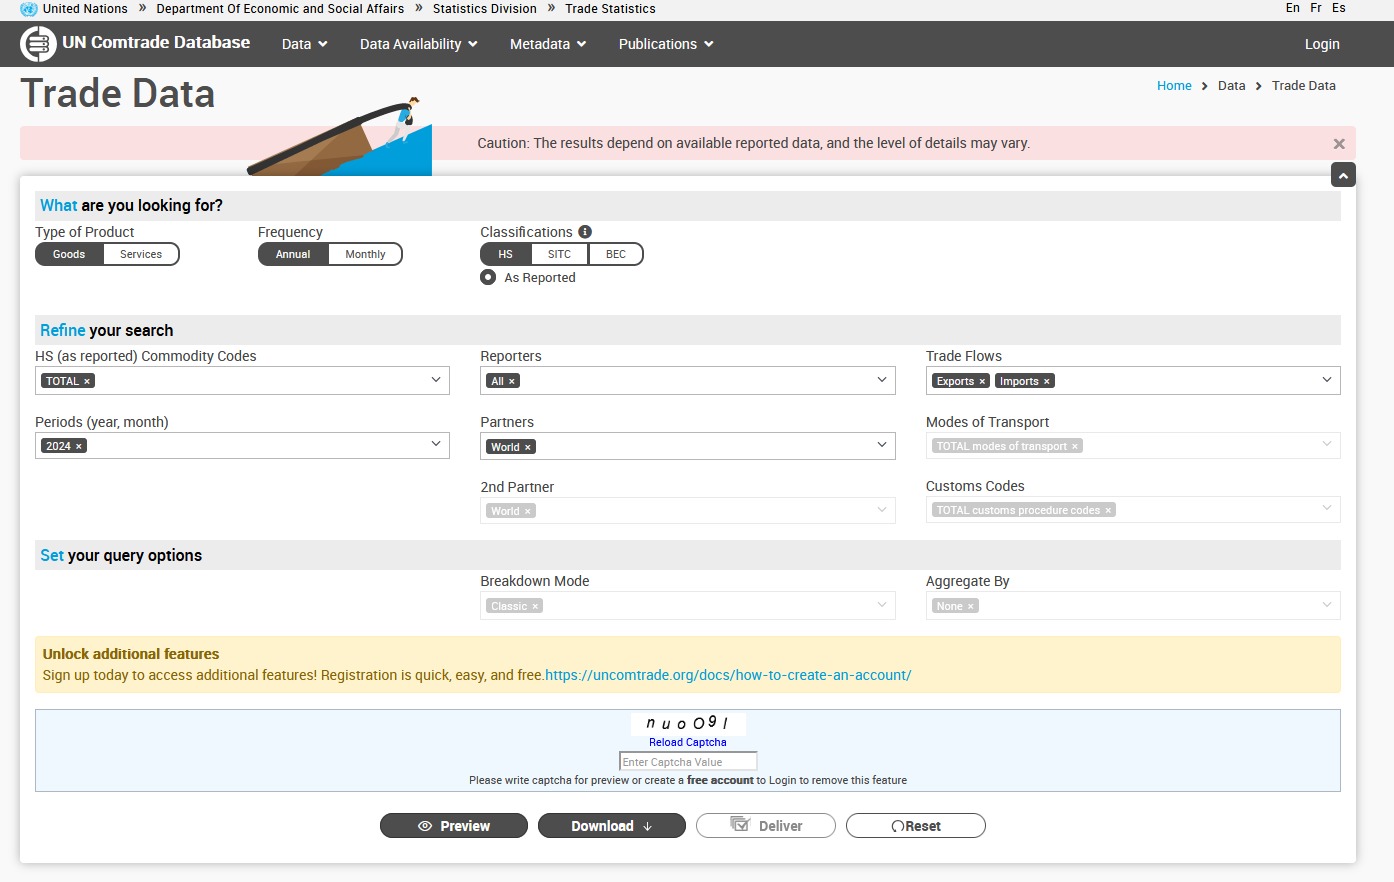 United Nations » Department Of Economic and Social Affairs » Statistics Division » Trade Statistics En Fr Es
UN Comtrade Database Data Data Availability Metadata Publications Login
Trade Data
Home > Data > Trade Data
Caution: The results depend on available reported data, and the level of details may vary. ×
What are you looking for?
Type of Product Frequency Classifications
Goods Services Annual Monthly HS SITC BEC
As Reported
Refine your search
HS (as reported) Commodity Codes Reporters Trade Flows
TOTAL × All × Exports × Imports ×
Periods (year, month) Partners Modes of Transport
2024 × World × TOTAL modes of transport ×
2nd Partner Customs Codes
World × TOTAL customs procedure codes ×
Set your query options
Breakdown Mode Aggregate By
Classic × None ×
Unlock additional features
Sign up today to access additional features! Registration is quick, easy, and free.https://uncomtrade.org/docs/how-to-create-an-account/
Reload Captcha
Enter Captcha Value
Please write captcha for preview or create a free account to Login to remove this feature
Preview Download ↓ Deliver Reset